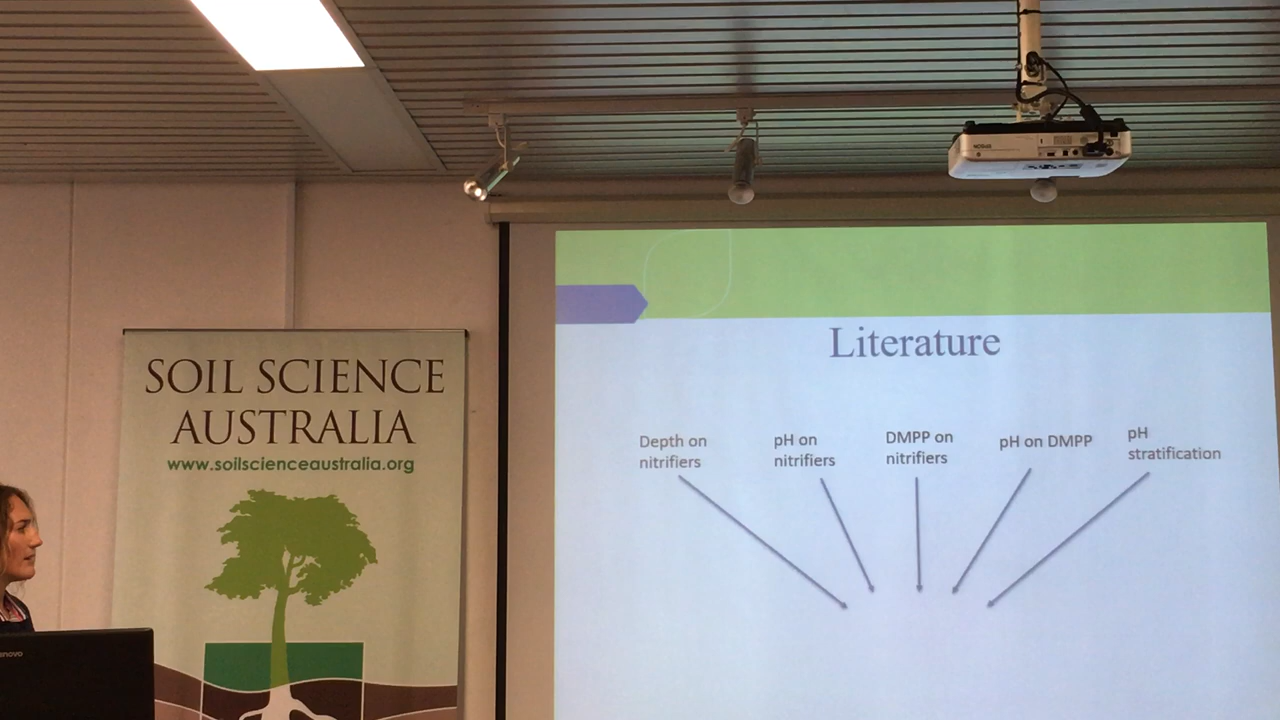 SOIL SCIENCE
AUSTRALIA
www.soilscienceaustralia.org
Literature
Depth on
nitrifiers
pH on
nitrifiers
DMPP on
nitrifiers
pH on DMPP
pH
stratification
EPSON